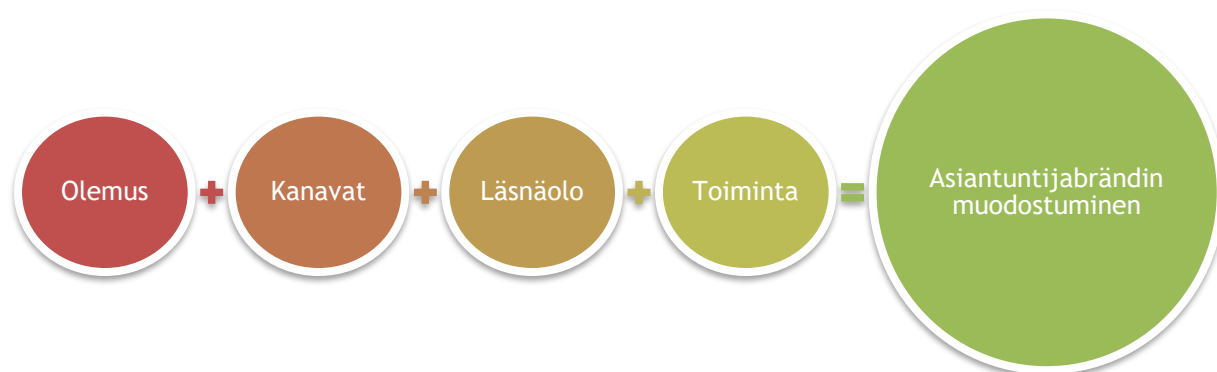 Olemus
Kanavat
Läsnäolo
Toiminta
Asiantuntijabrändin
muodostuminen